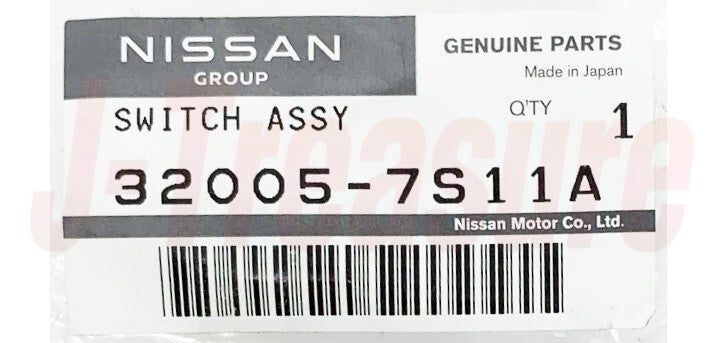 NISSAN
GROUP
GENUINE PARTS
Made in Japan
SWITCH ASSY
Q'TY 1
32005-7S11A
Nissan Motor Co., Ltd.
J-Treasure